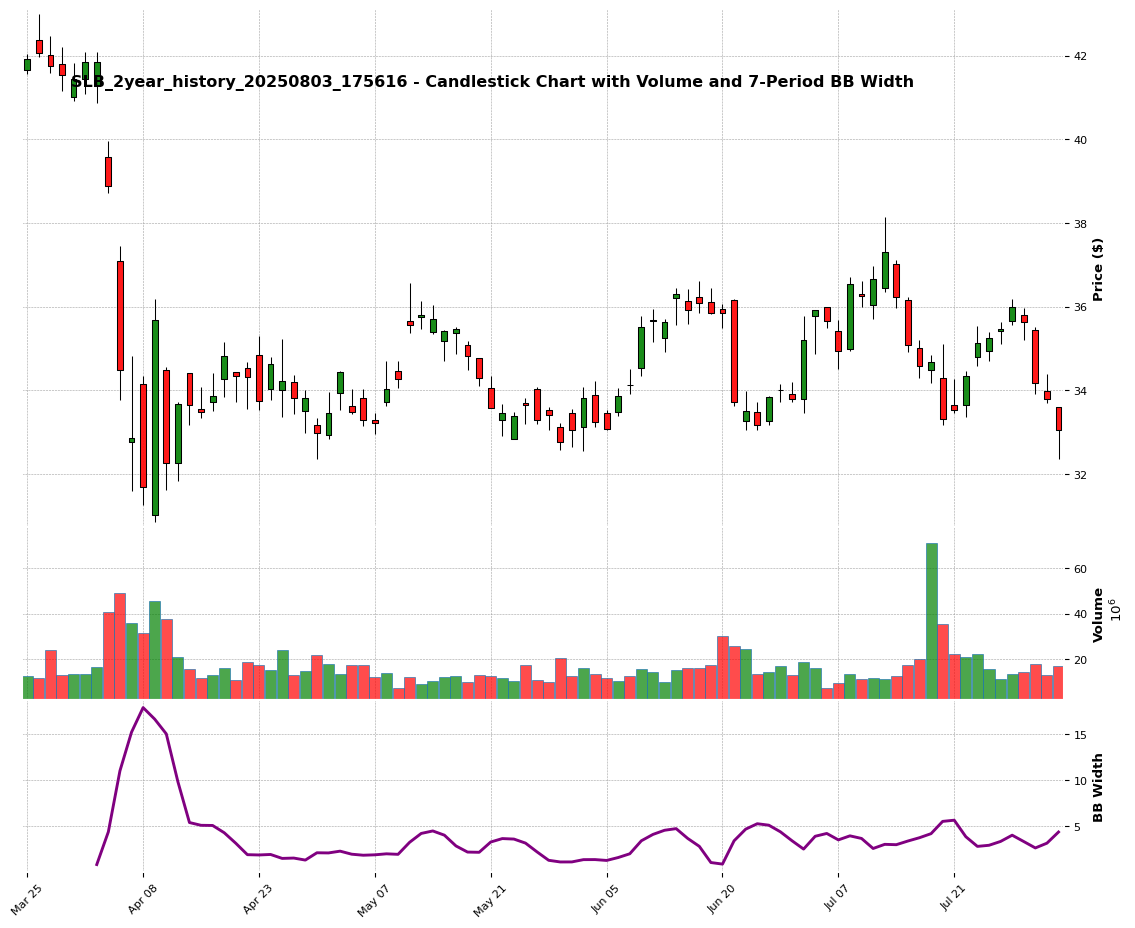 SLB_2year_history_20250803_175616 - Candlestick Chart with Volume and 7-Period BB Width
42
40
38
36
34
32
Price ($)
60
40
20
Volume
10^6
15
10
5
BB Width
Mar 25
Apr 08
Apr 23
May 07
May 21
Jun 05
Jun 20
Jul 07
Jul 21